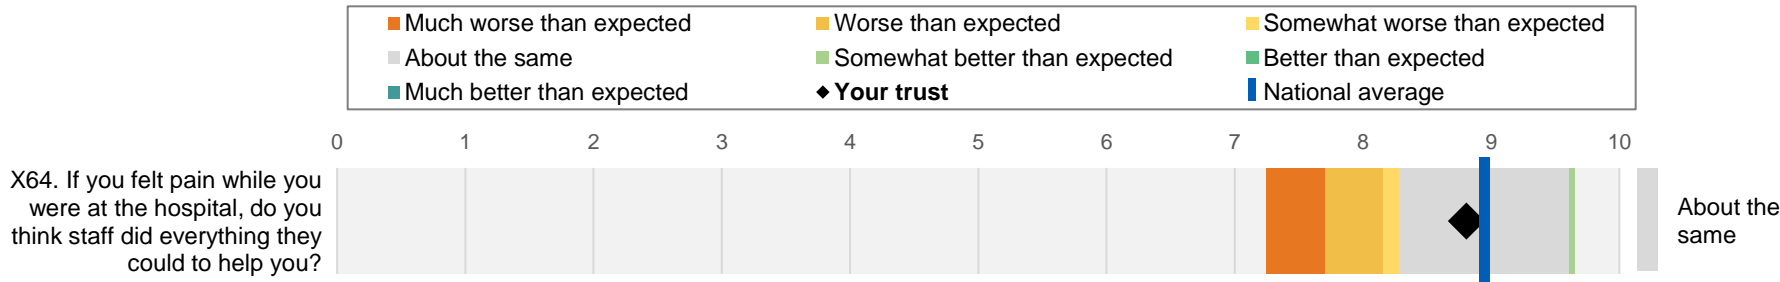 Much worse than expected
Worse than expected
Somewhat worse than expected
About the same
Somewhat better than expected
Better than expected
Much better than expected
Your trust
National average
0 1 2 3 4 5 6 7 8 9 10
X64. If you felt pain while you
were at the hospital, do you
think staff did everything they
could to help you?
About the
same